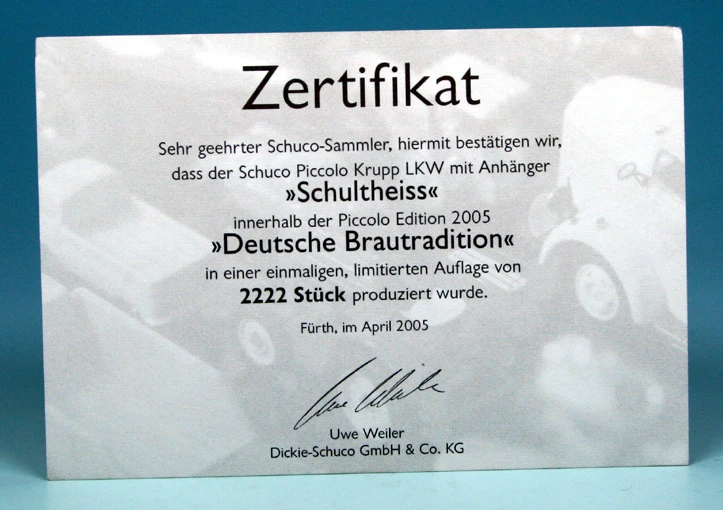 Zertifikat
Sehr geehrter Schuco-Sammler, hiermit bestätigen wir,
dass der Schuco Piccolo Krupp LKW mit Anhänger
»Schultheiss«
innerhalb der Piccolo Edition 2005
»Deutsche Brautradition«
in einer einmaligen, limitierten Auflage von
2222 Stück produziert wurde.
Fürth, im April 2005
Uwe Weiler
Uwe Weiler
Dickie-Schuco GmbH & Co. KG